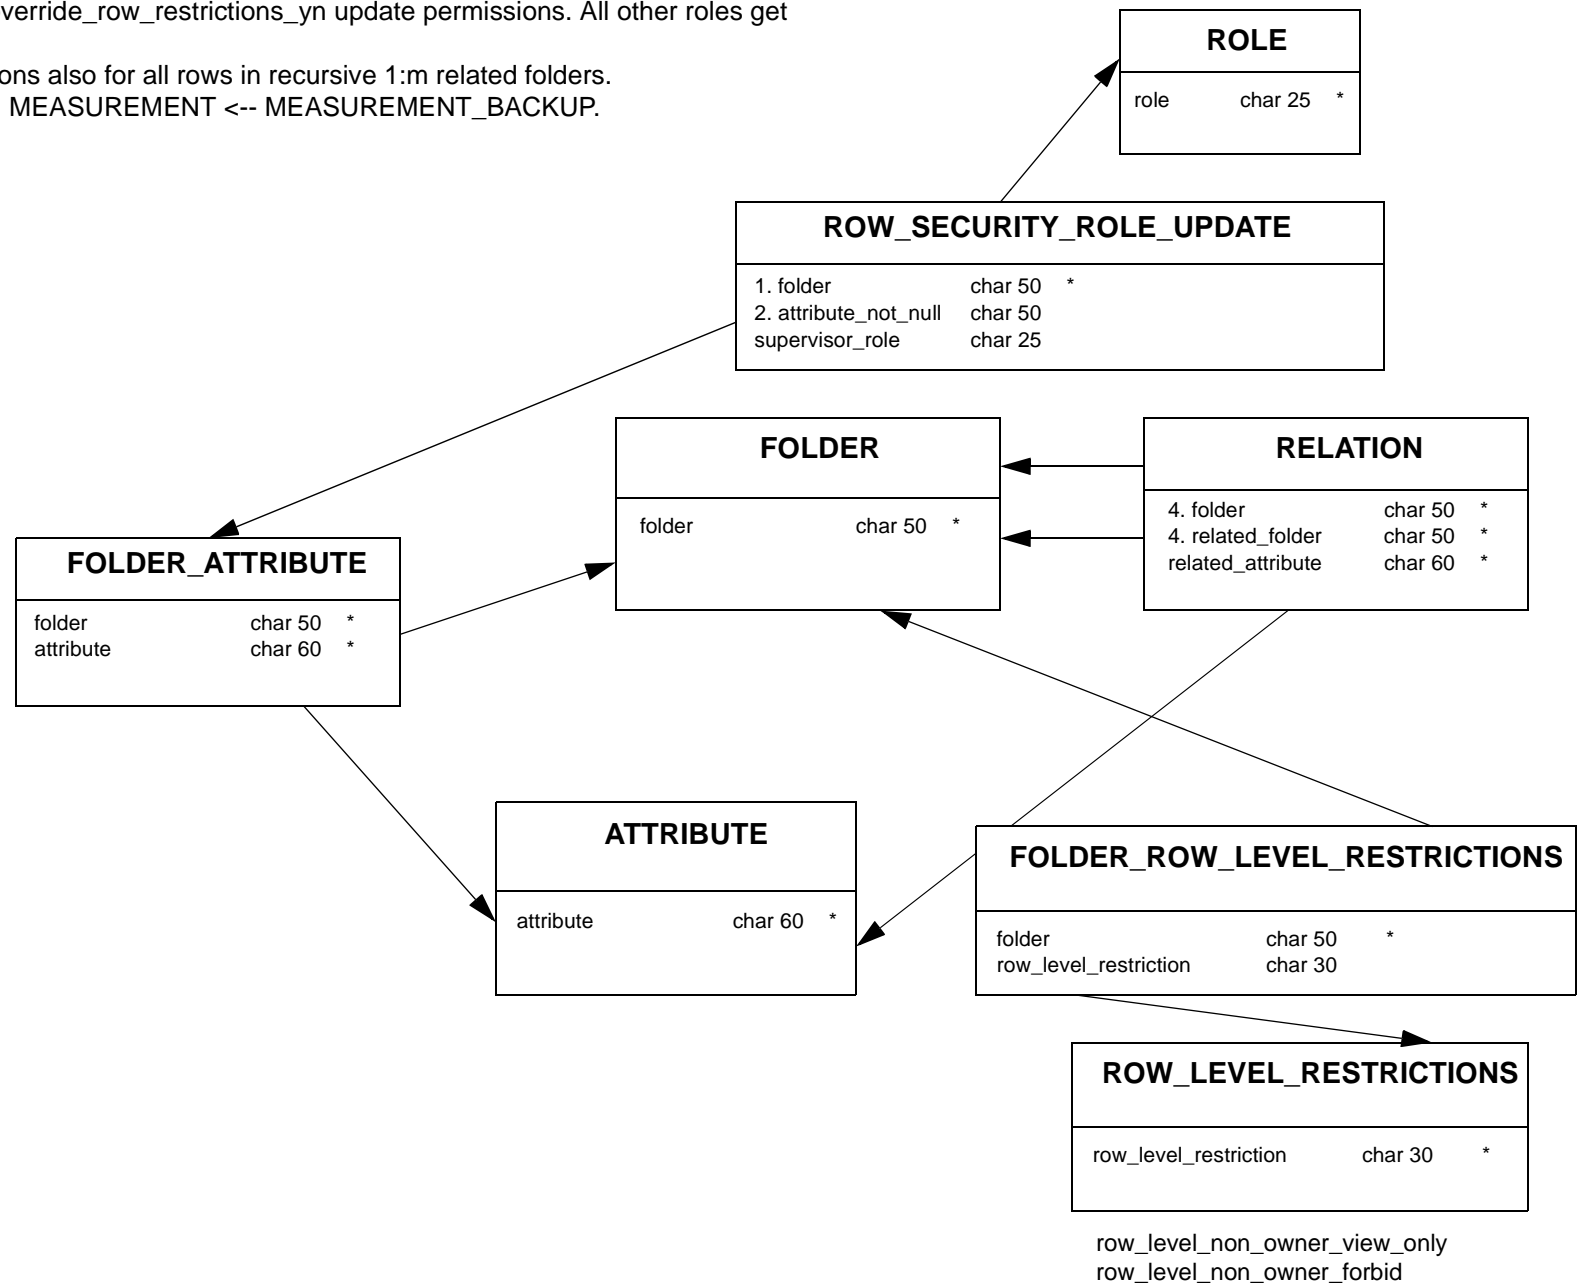 verride_row_restrictions_yn update permissions. All other roles get
ons also for all rows in recursive 1:m related folders.
MEASUREMENT <-- MEASUREMENT_BACKUP.
ROLE
role char 25 *
ROW_SECURITY_ROLE_UPDATE
1. folder char 50 *
2. attribute_not_null char 50
supervisor_role char 25
FOLDER
folder char 50 *
RELATION
4. folder char 50 *
4. related_folder char 50 *
related_attribute char 60 *
FOLDER_ATTRIBUTE
folder char 50 *
attribute char 60 *
ATTRIBUTE
attribute char 60 *
FOLDER_ROW_LEVEL_RESTRICTIONS
folder char 50 *
row_level_restriction char 30
ROW_LEVEL_RESTRICTIONS
row_level_restriction char 30 *
row_level_non_owner_view_only
row_level_non_owner_forbid